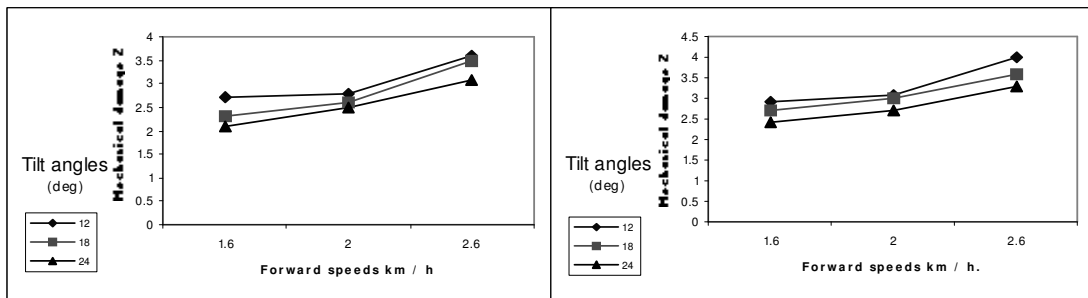 4
3.5
3
2.5
2
1.5
1
0.5
0
Mechanical damage Z
Tilt angles
(deg)
12
18
24
1.6 2 2.6
Forward speeds km / h
4.5
4
3.5
3
2.5
2
1.5
1
0.5
0
Mechanical damage Z
Tilt angles
(deg)
12
18
24
1.6 2 2.6
Forward speeds km / h.